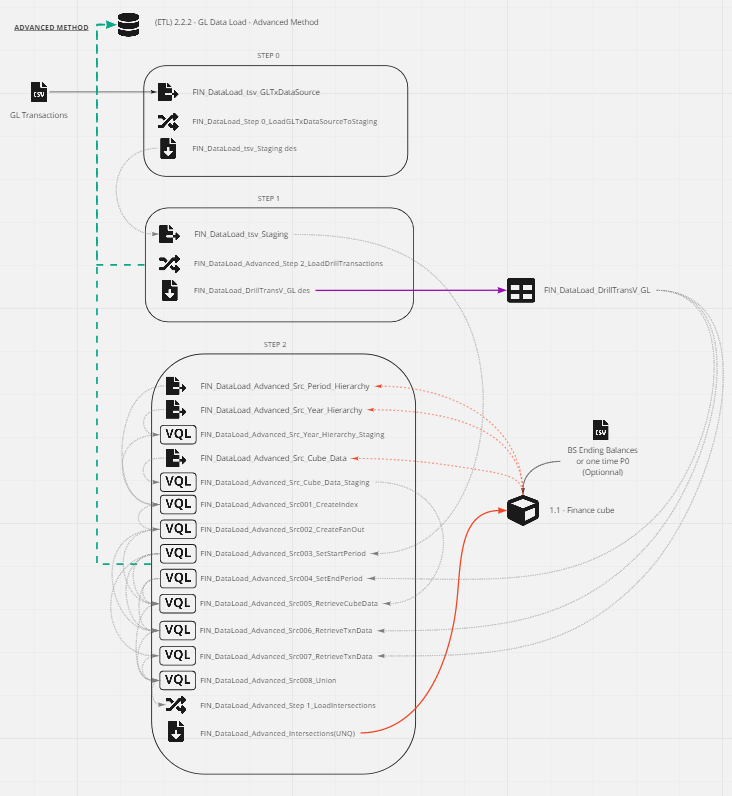 ADVANCED METHOD
(ETL) 2.2.2 - GL Data Load - Advanced Method
STEP 0
CSV
GL Transactions
FIN_DataLoad_tsv_GLTxDataSource
FIN_DataLoad_Step 0_LoadGLTxDataSourceToStaging
FIN_DataLoad_tsv_Staging des
STEP 1
FIN_DataLoad_tsv_Staging
FIN_DataLoad_Advanced_Step 2_LoadDrillTransactions
FIN_DataLoad_DrillTransV_GL des
FIN_DataLoad_DrillTransV_GL
STEP 2
FIN_DataLoad_Advanced_Src_Period_Hierarchy
FIN_DataLoad_Advanced_Src_Year_Hierarchy
VQL FIN_DataLoad_Advanced_Src_Year_Hierarchy_Staging
FIN_DataLoad_Advanced_Src_Cube_Data
VQL FIN_DataLoad_Advanced_Src_Cube_Data_Staging
VQL FIN_DataLoad_Advanced_Src001_CreateIndex
VQL FIN_DataLoad_Advanced_Src002_CreateFanOut
VQL FIN_DataLoad_Advanced_Src003_SetStartPeriod
VQL FIN_DataLoad_Advanced_Src004_SetEndPeriod
VQL FIN_DataLoad_Advanced_Src005_RetrieveCubeData
VQL FIN_DataLoad_Advanced_Src006_RetrieveTxnData
VQL FIN_DataLoad_Advanced_Src007_RetrieveTxnData
VQL FIN_DataLoad_Advanced_Src008_Union
FIN_DataLoad_Advanced_Step 1_LoadIntersections
FIN_DataLoad_Advanced_Intersections(UNQ)
CSV
BS Ending Balances
or one time P0
(Optionnal)
1.1 - Finance cube